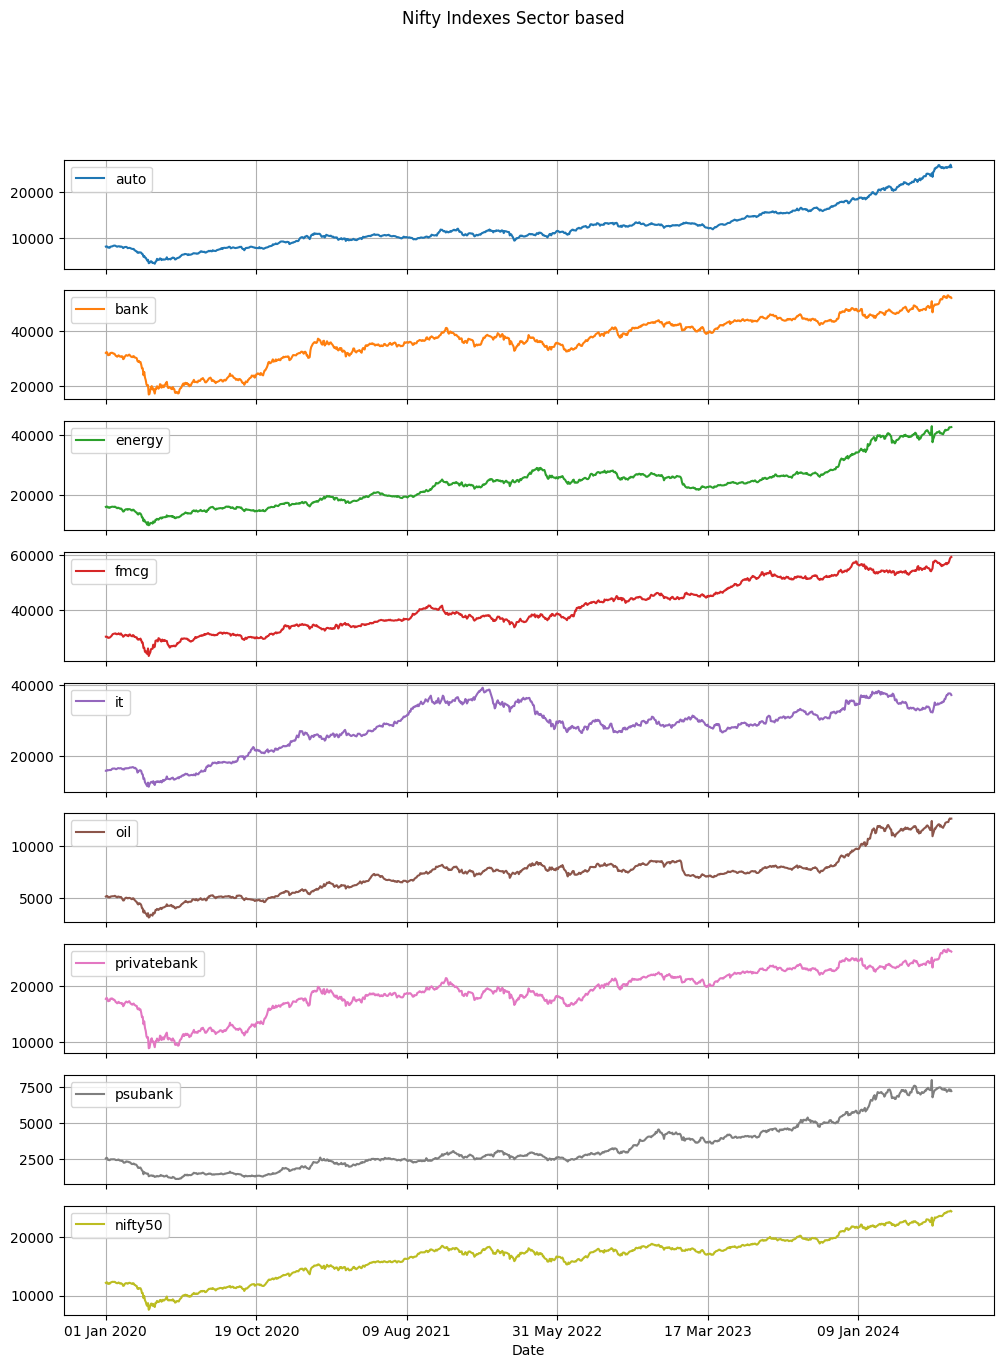 Nifty Indexes Sector based
auto
20000
10000
bank
40000
20000
energy
40000
20000
fmcg
60000
40000
it
40000
20000
oil
10000
5000
privatebank
20000
10000
psubank
7500
5000
2500
nifty50
20000
10000
01 Jan 2020 19 Oct 2020 09 Aug 2021 31 May 2022 17 Mar 2023 09 Jan 2024
Date